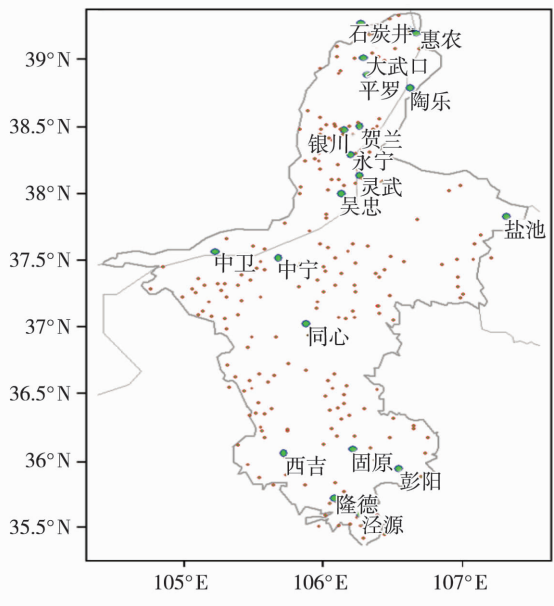 石炭井
惠农
39°N
大武口
平罗
陶乐
38.5°N
贺兰
银川
永宁
38°N
灵武
吴忠
盐池
37.5°N
中卫
中宁
37°N
同心
36.5°N
36°N
西吉
固原
彭阳
隆德
35.5°N
泾源
105°E
106°E
107°E